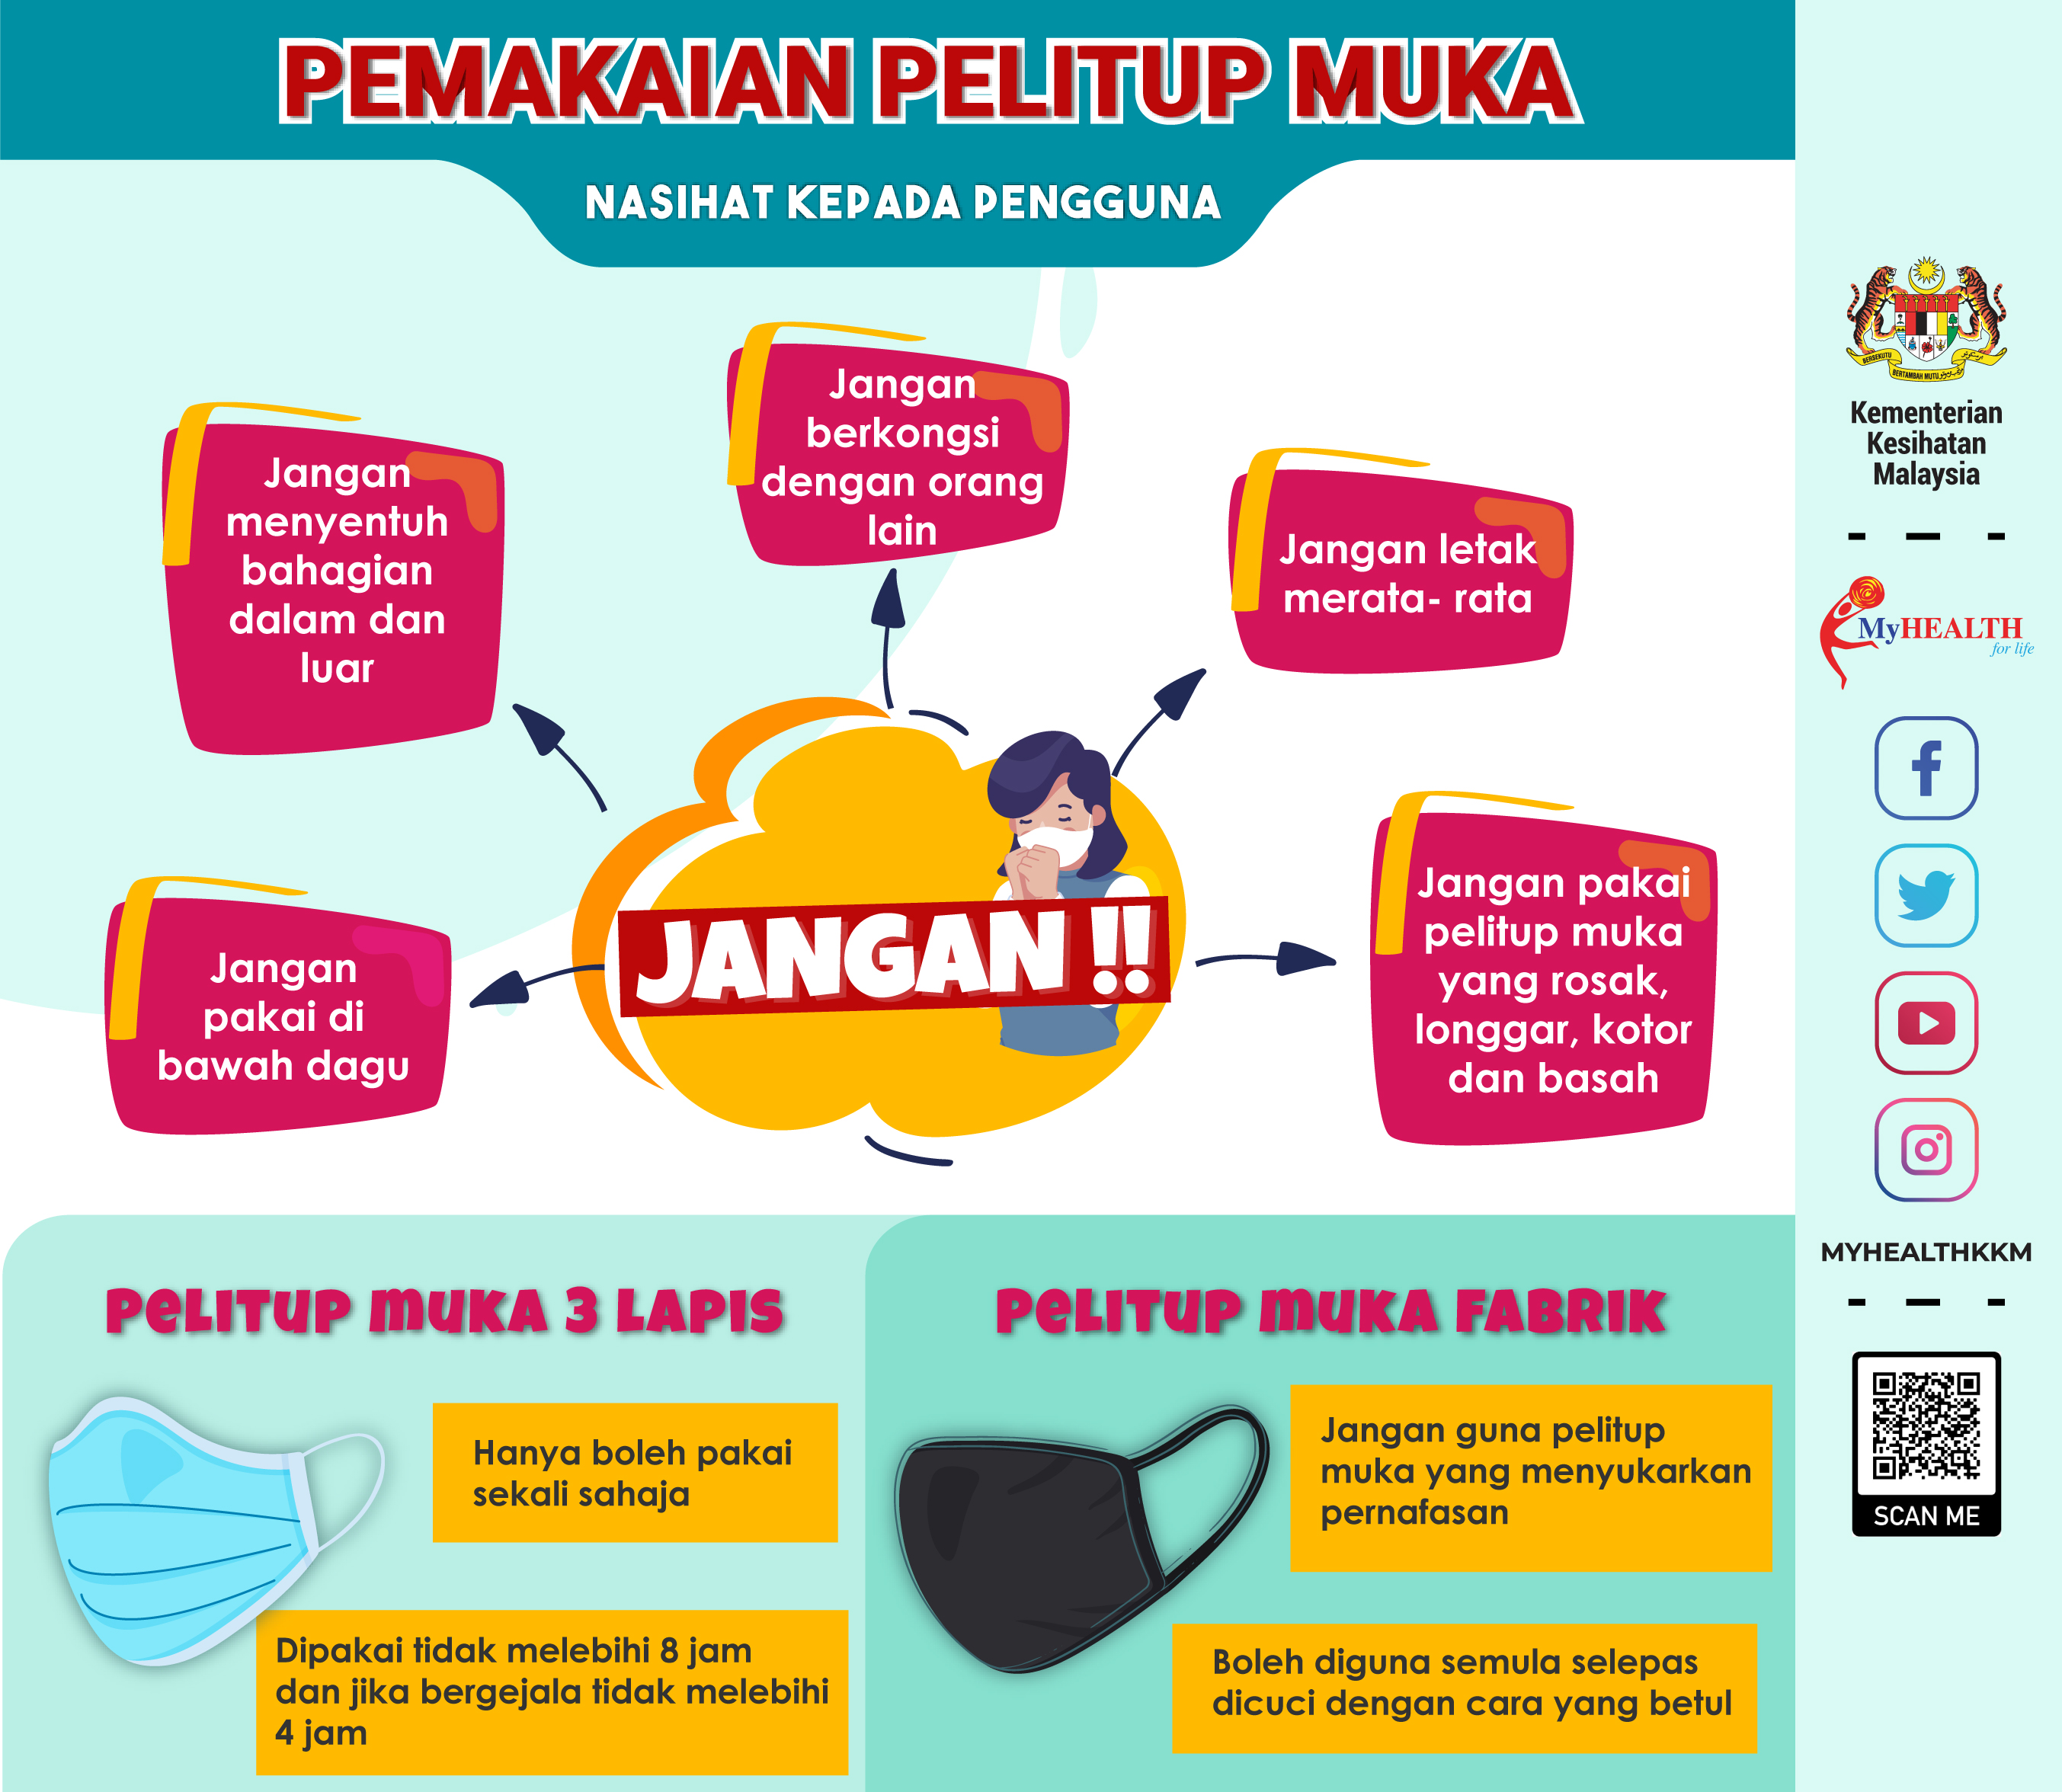 PEMAKAIAN PELITUP MUKA
NASIHAT KEPADA PENGGUNA
Jangan
menyentuh
bahagian
dalam dan
luar
Jangan
berkongsi
dengan orang
lain
Jangan letak
merata- rata
Jangan
pakai di
bawah dagu
JANGAN !!
Jangan pakai
pelitup muka
yang rosak,
longgar, kotor
dan basah
PELITUP MUKA 3 LAPIS
Hanya boleh pakai
sekali sahaja
Dipakai tidak melebihi 8 jam
dan jika bergejala tidak melebihi
4 jam
PELITUP MUKA FABRIK
Jangan guna pelitup
muka yang menyukarkan
pernafasan
Boleh diguna semula selepas
dicuci dengan cara yang betul
BERSEKUTU
BERTAMBAH MUTU
Kementerian
Kesihatan
Malaysia
MyHEALTH
for life
MYHEALTHKKM
SCAN ME